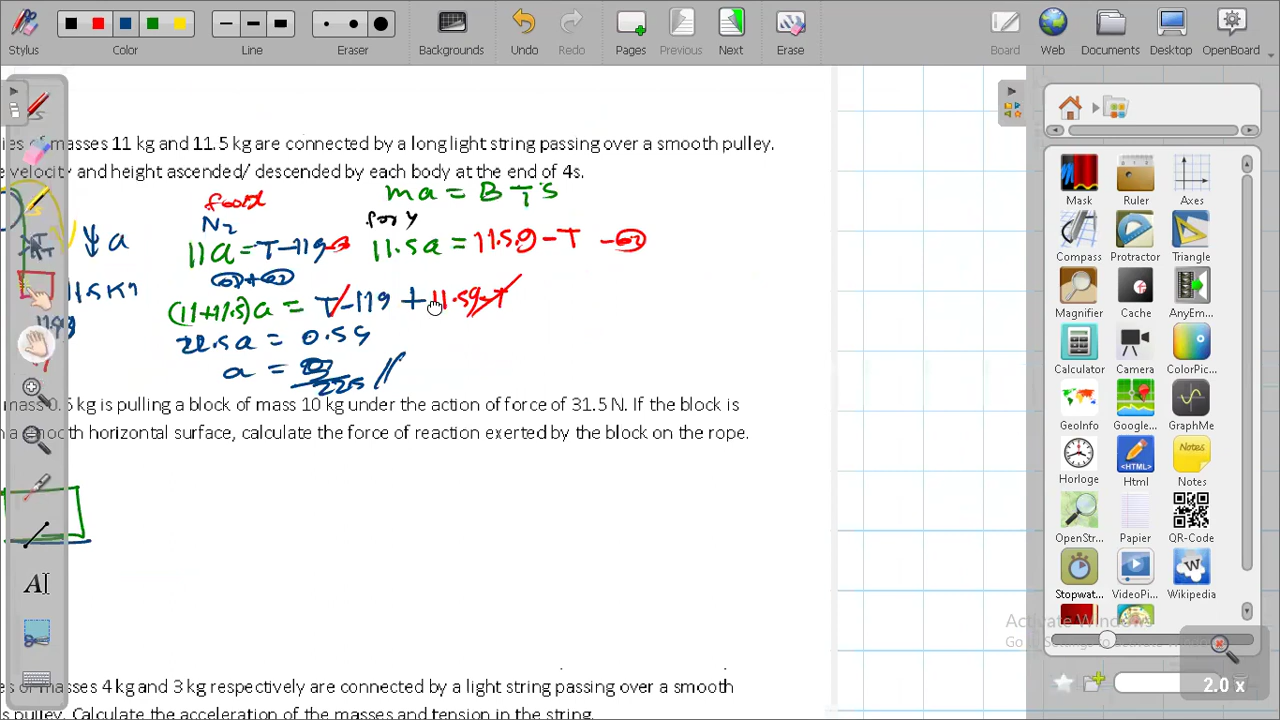 Stylus Color Line Eraser Backgrounds Undo Redo Pages Previous Next Erase Board Web Documents Desktop OpenBoard
ies of masses 11 kg and 11.5 kg are connected by a long light string passing over a smooth pulley.
e velocity and height ascended/ descended by each body at the end of 4s.
ma = B T S
for y
N2
11a = T - 11g
11.5a = 11.5g - T
a
11.5 kg
(11+11.5)a = T - 11g + 11.5g - T
22.5a = 0.5g
a =
225 //
mass 0.5 kg is pulling a block of mass 10 kg under the action of force of 31.5 N. If the block is
n a smooth horizontal surface, calculate the force of reaction exerted by the block on the rope.
es of masses 4 kg and 3 kg respectively are connected by a light string passing over a smooth
s pulley. Calculate the acceleration of the masses and tension in the string.
Mask Ruler Axes
Compass Protractor Triangle
Magnifier Cache AnyEm...
Calculator Camera ColorPic...
GeoInfo Google... GraphMe
Horloge Html Notes
OpenStr... Papier QR-Code
Stopwat... VideoPi... Wikipedia
Activate Windows
2.0 x